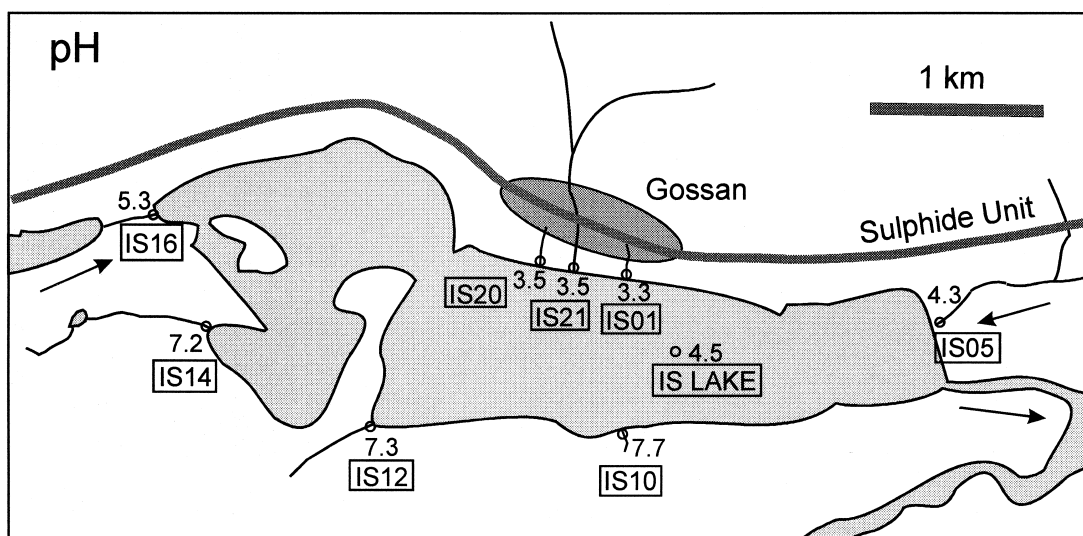 pH
1 km
Gossan
Sulphide Unit
5.3
IS16
3.5
IS20
3.5
IS21
3.3
IS01
4.3
IS05
7.2
IS14
4.5
IS LAKE
7.3
IS12
7.7
IS10